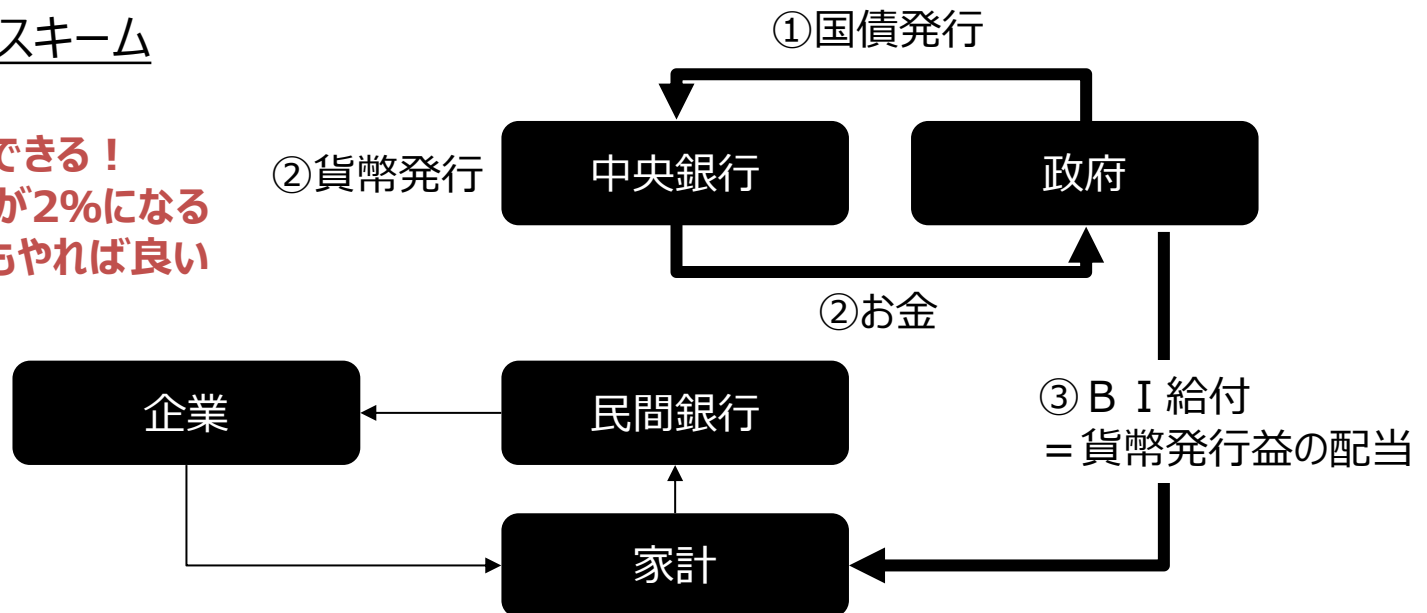 スキーム
①国債発行
できる！
が2%になる
もやれば良い
②貨幣発行
中央銀行
政府
②お金
企業
民間銀行
③ＢＩ給付
＝貨幣発行益の配当
家計